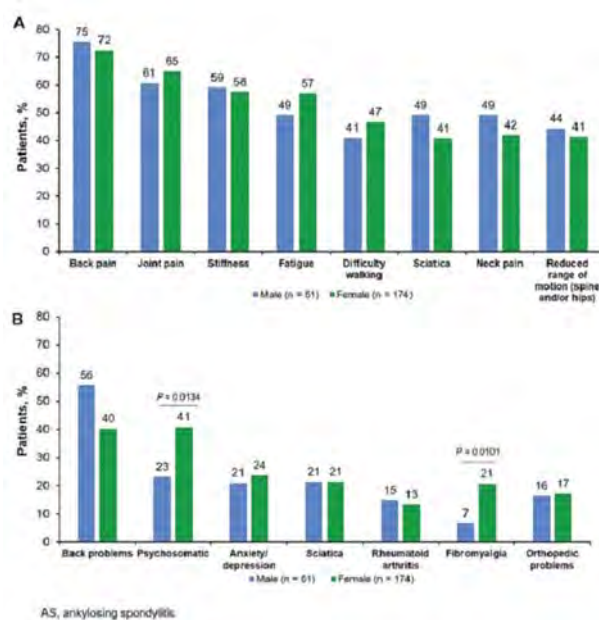 A
75 72 61 65 59 58 49 57 41 47 49 41 49 42 44 41
Patients, %
80
70
60
50
40
30
20
10
0
Back pain Joint pain Stiffness Fatigue Difficulty walking Sciatica Neck pain Reduced range of motion (spine and/or hips)
Male (n = 61) Female (n = 174)
B
56 40 23 41 21 24 21 21 15 13 7 21 16 17
P = 0.0134
P = 0.0101
Patients, %
80
70
60
50
40
30
20
10
0
Back problems Psychosomatic Anxiety/depression Sciatica Rheumatoid arthritis Fibromyalgia Orthopedic problems
Male (n = 61) Female (n = 174)
AS, ankylosing spondylitis